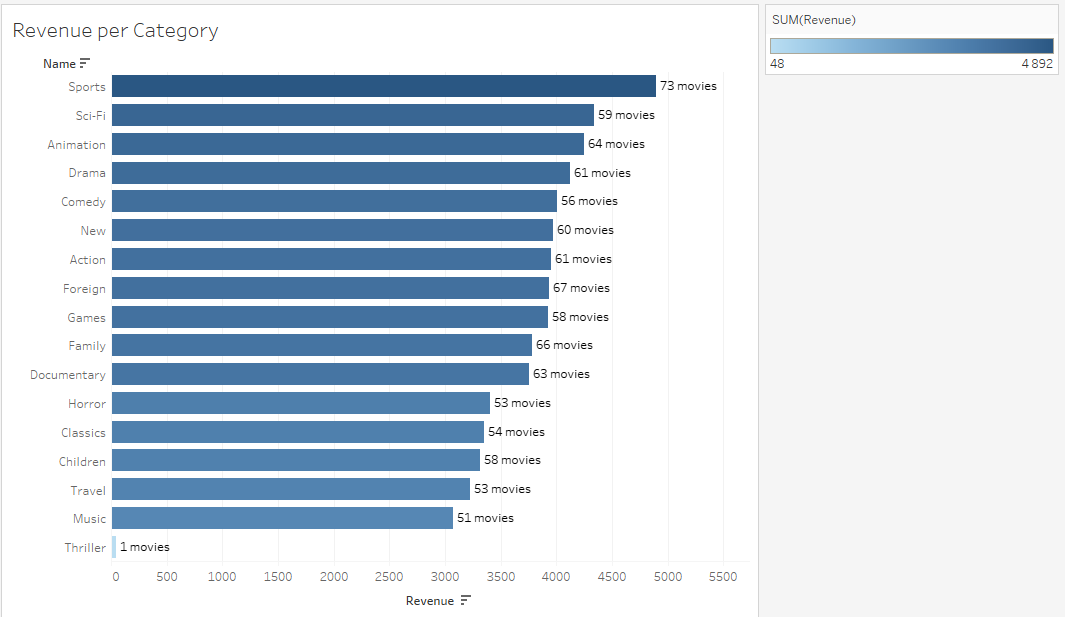 Revenue per Category
Name
Sports 73 movies
Sci-Fi 59 movies
Animation 64 movies
Drama 61 movies
Comedy 56 movies
New 60 movies
Action 61 movies
Foreign 67 movies
Games 58 movies
Family 66 movies
Documentary 63 movies
Horror 53 movies
Classics 54 movies
Children 58 movies
Travel 53 movies
Music 51 movies
Thriller 1 movies
0 500 1000 1500 2000 2500 3000 3500 4000 4500 5000 5500
Revenue
SUM(Revenue)
48 4 892